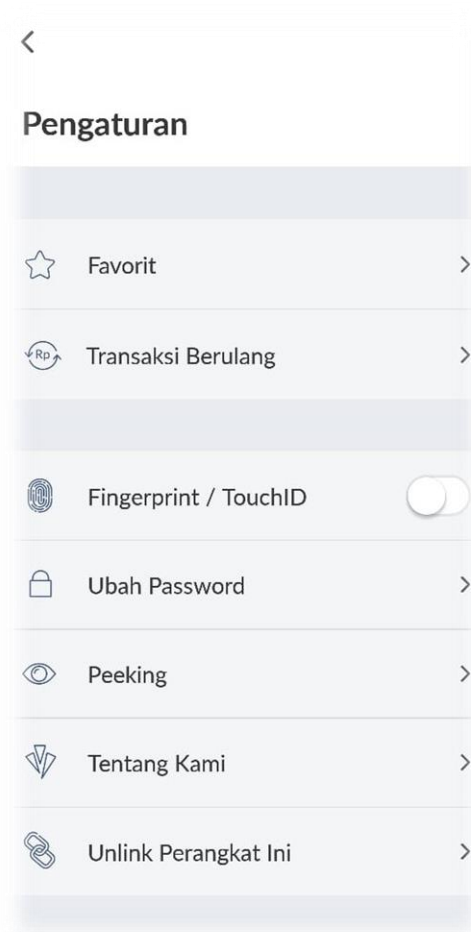 Pengaturan
Favorit
Rp
Transaksi Berulang
Fingerprint / TouchID
Ubah Password
Peeking
Tentang Kami
Unlink Perangkat Ini